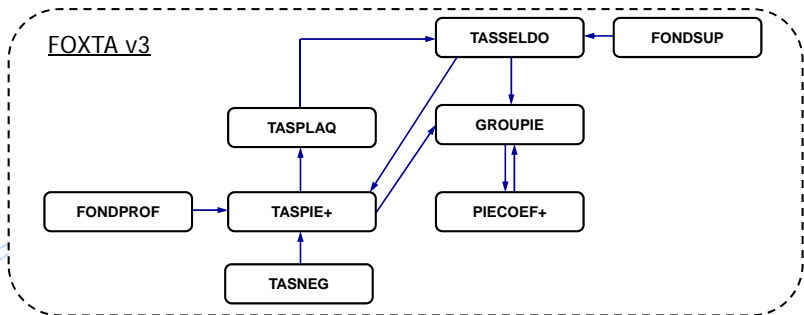 FOXTA v3
TASSELDO
FONDSUP
TASPLAQ
GROUPIE
FONDPROF
TASPIE+
PIECOEF+
TASNEG